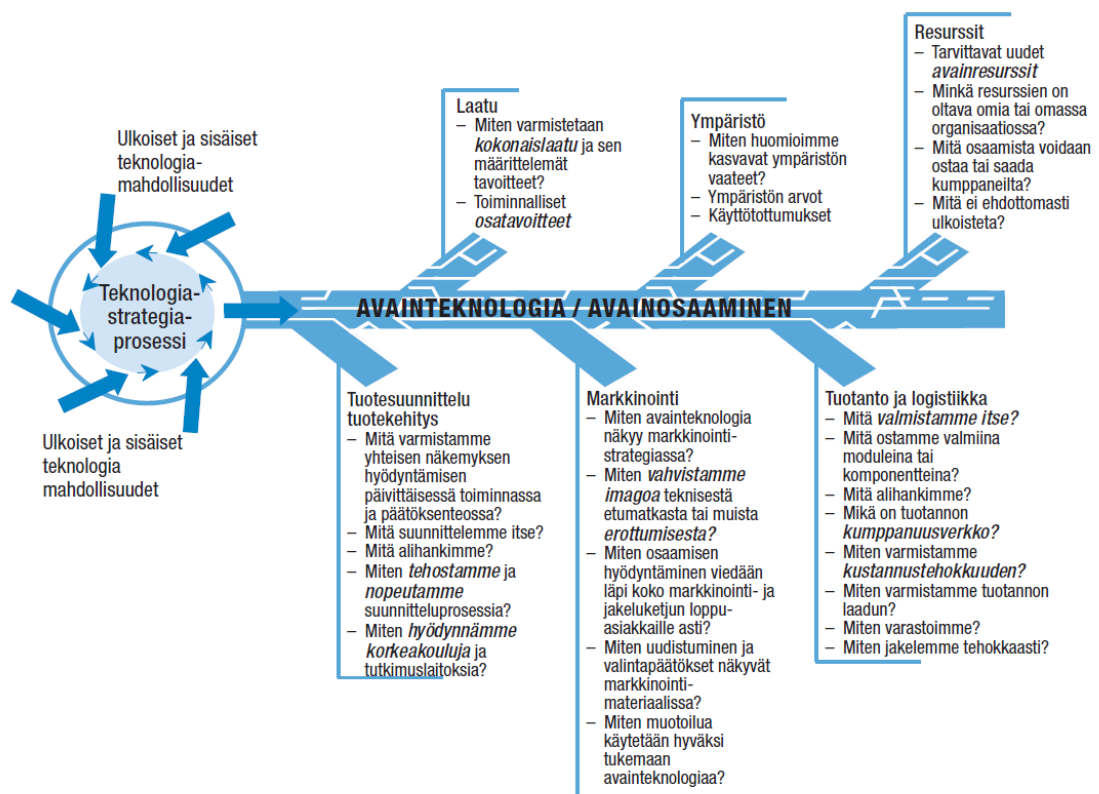 Ulkoiset ja sisäiset
teknologia-
mahdollisuudet
Teknologia-
strategia-
prosessi
Ulkoiset ja sisäiset
teknologia
mahdollisuudet
AVAINTEKNOLOGIA / AVAINOSAAMINEN
Laatu
– Miten varmistetaan
kokonaislaatu ja sen
määrittelemät
tavoitteet?
– Toiminnalliset
osatavoitteet
Ympäristö
– Miten huomioimme
kasvavat ympäristön
vaateet?
– Ympäristön arvot
– Käyttötottumukset
Resurssit
– Tarvittavat uudet
avainresurssit
– Minkä resurssien on
oltava omia tai omassa
organisaatiossa?
– Mitä osaamista voidaan
ostaa tai saada
kumppaneilta?
– Mitä ei ehdottomasti
ulkoisteta?
Tuotesuunnittelu
tuotekehitys
– Mitä varmistamme
yhteisen näkemyksen
hyödyntämisen
päivittäisessä toiminnassa
ja päätöksenteossa?
– Mitä suunnittelemme itse?
– Mitä alihankimme?
– Miten tehostamme ja
nopeutamme
suunnitteluprosessia?
– Miten hyödynnämme
korkeakouluja ja
tutkimuslaitoksia?
Markkinointi
– Miten avainteknologia
näkyy markkinointi-
strategiassa?
– Miten vahvistamme
imagoa teknisestä
etumatkasta tai muista
erottumisesta?
– Miten osaamisen
hyödyntäminen viedään
läpi koko markkinointi- ja
jakeluketjun loppu-
asiakkaille asti?
– Miten uudistuminen ja
valintapäätökset näkyvät
markkinointi-
materiaalissa?
– Miten muotoilua
käytetään hyväksi
tukemaan
avainteknologiaa?
Tuotanto ja logistiikka
– Mitä valmistamme itse?
– Mitä ostamme valmiina
moduleina tai
komponentteina?
– Mitä alihankimme?
– Mikä on tuotannon
kumppanuusverkko?
– Miten varmistamme
kustannustehokkuuden?
– Miten varmistamme tuotannon
laadun?
– Miten varastoimme?
– Miten jakelemme tehokkaasti?